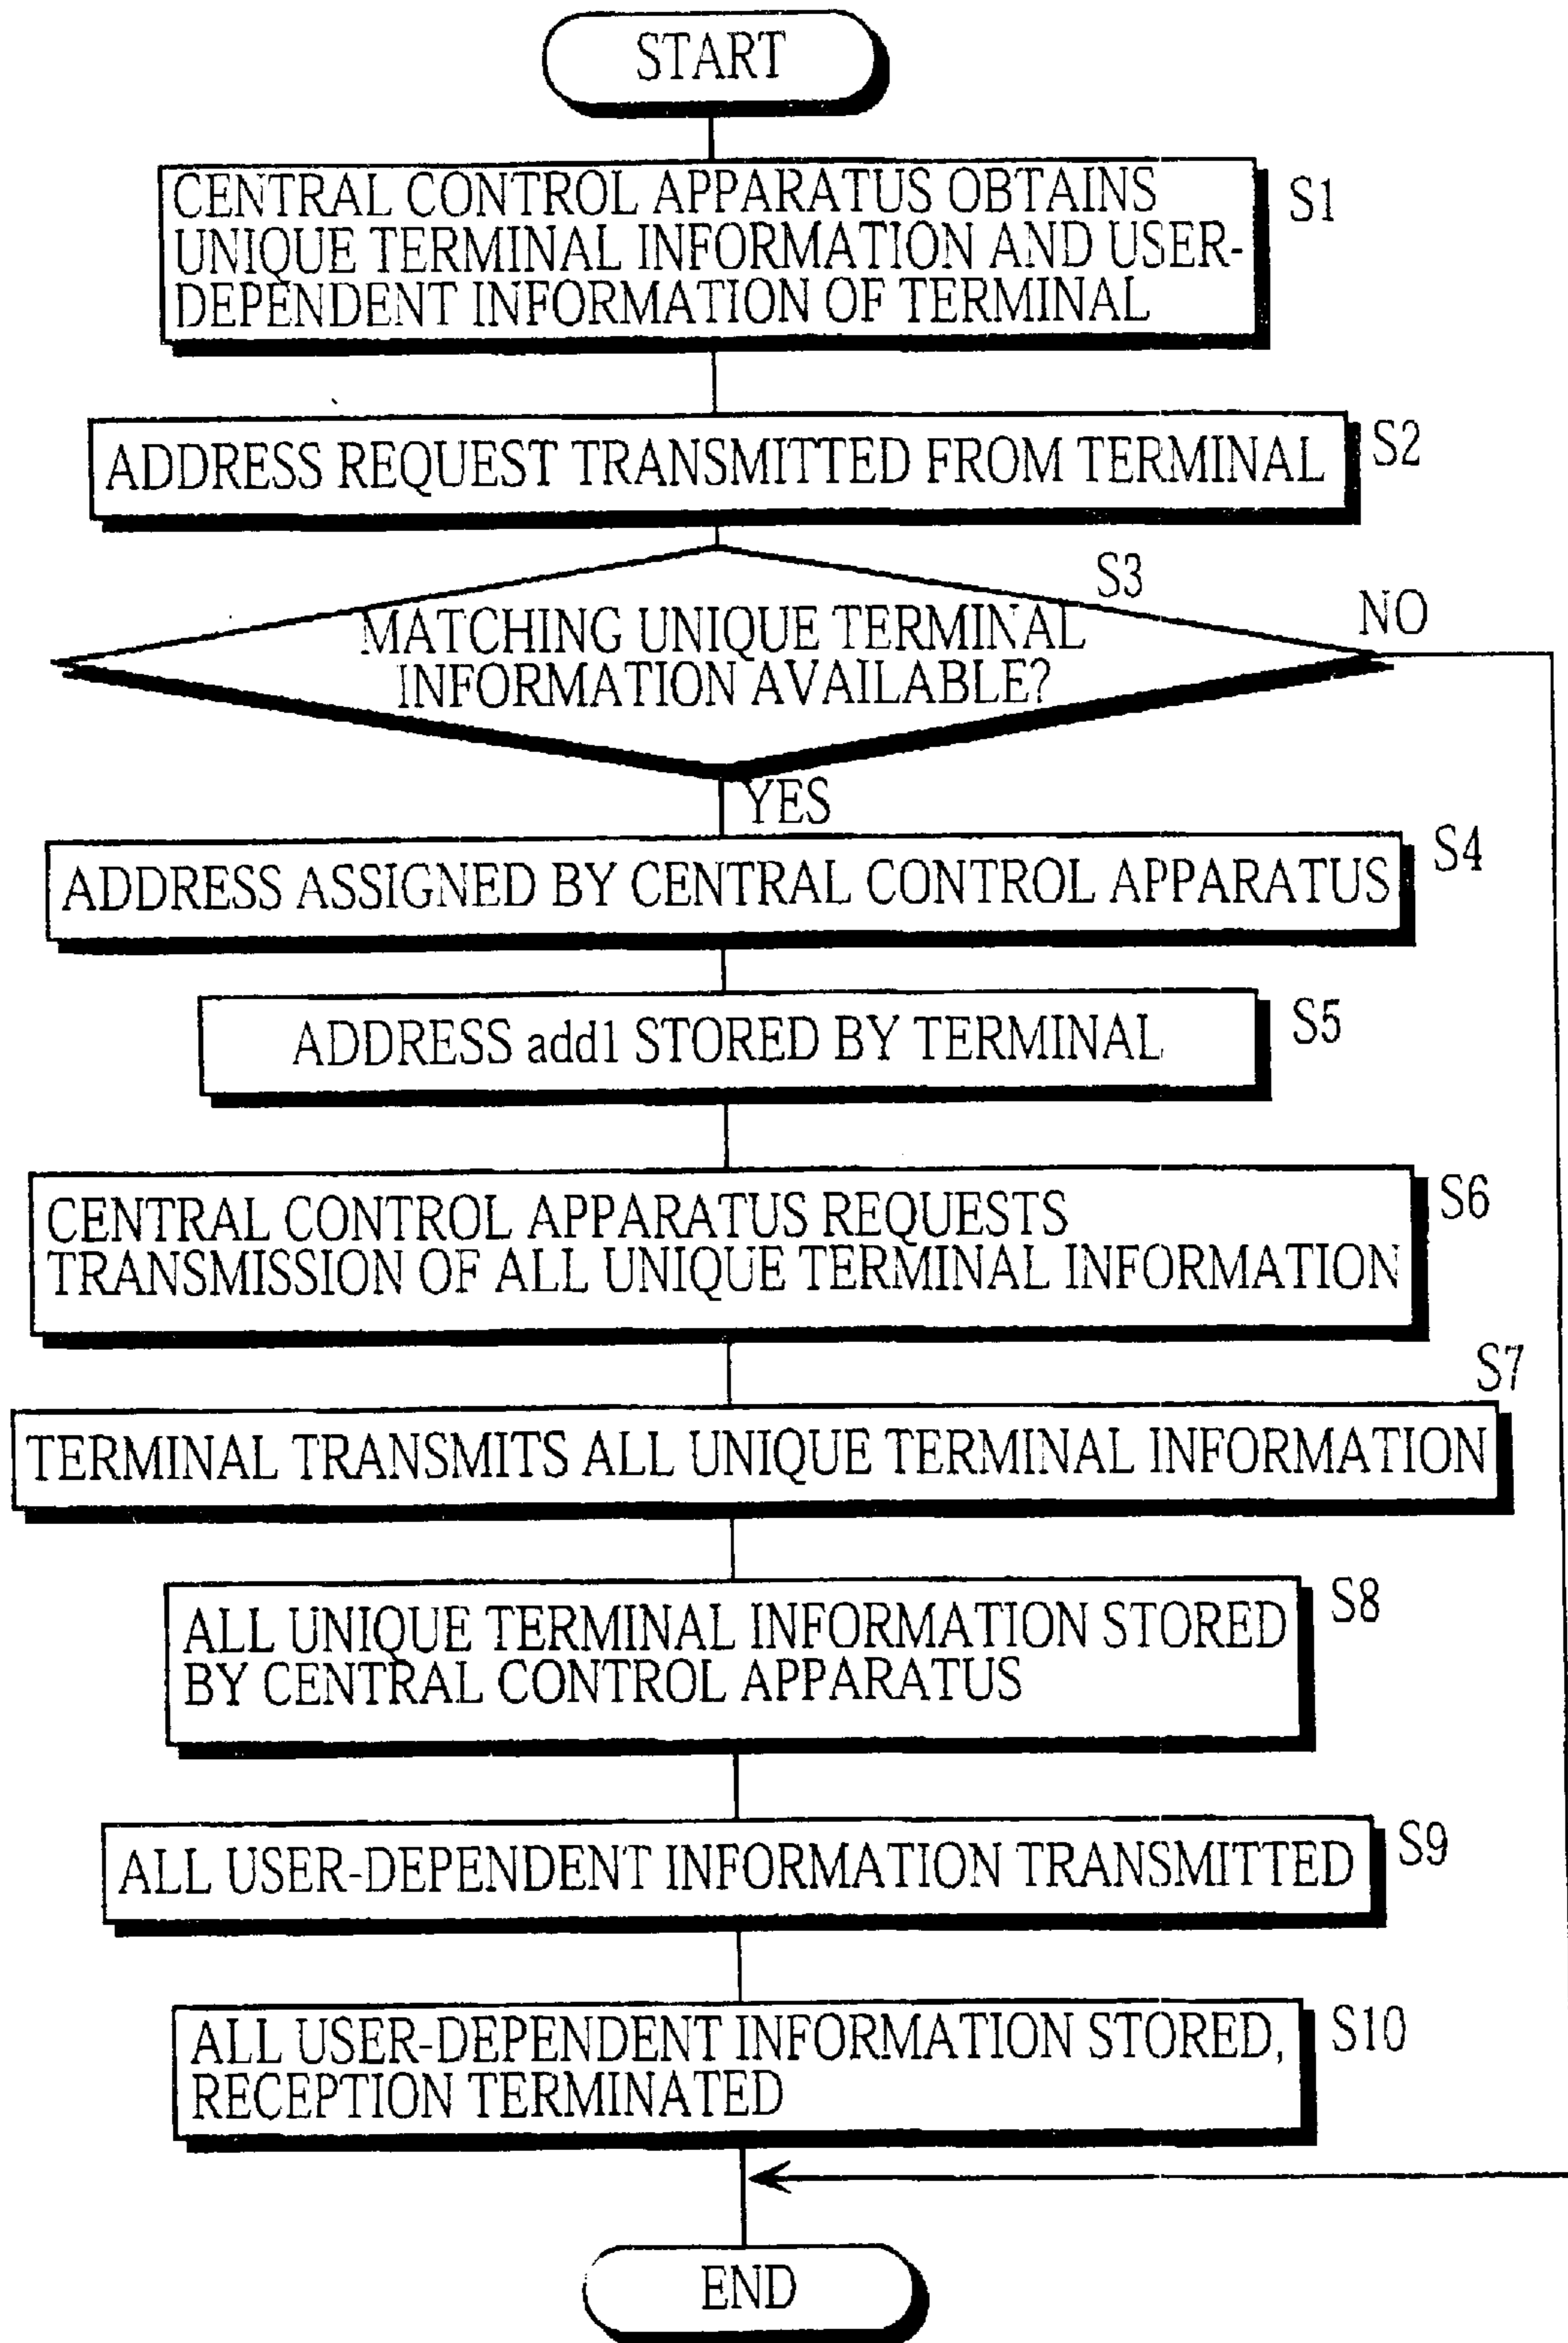 START
CENTRAL CONTROL APPARATUS OBTAINS
UNIQUE TERMINAL INFORMATION AND USER-
DEPENDENT INFORMATION OF TERMINAL
S1
ADDRESS REQUEST TRANSMITTED FROM TERMINAL
S2
S3
MATCHING UNIQUE TERMINAL
INFORMATION AVAILABLE?
NO
YES
ADDRESS ASSIGNED BY CENTRAL CONTROL APPARATUS
S4
ADDRESS add1 STORED BY TERMINAL
S5
CENTRAL CONTROL APPARATUS REQUESTS
TRANSMISSION OF ALL UNIQUE TERMINAL INFORMATION
S6
S7
TERMINAL TRANSMITS ALL UNIQUE TERMINAL INFORMATION
ALL UNIQUE TERMINAL INFORMATION STORED
BY CENTRAL CONTROL APPARATUS
S8
ALL USER-DEPENDENT INFORMATION TRANSMITTED
S9
ALL USER-DEPENDENT INFORMATION STORED,
RECEPTION TERMINATED
S10
END